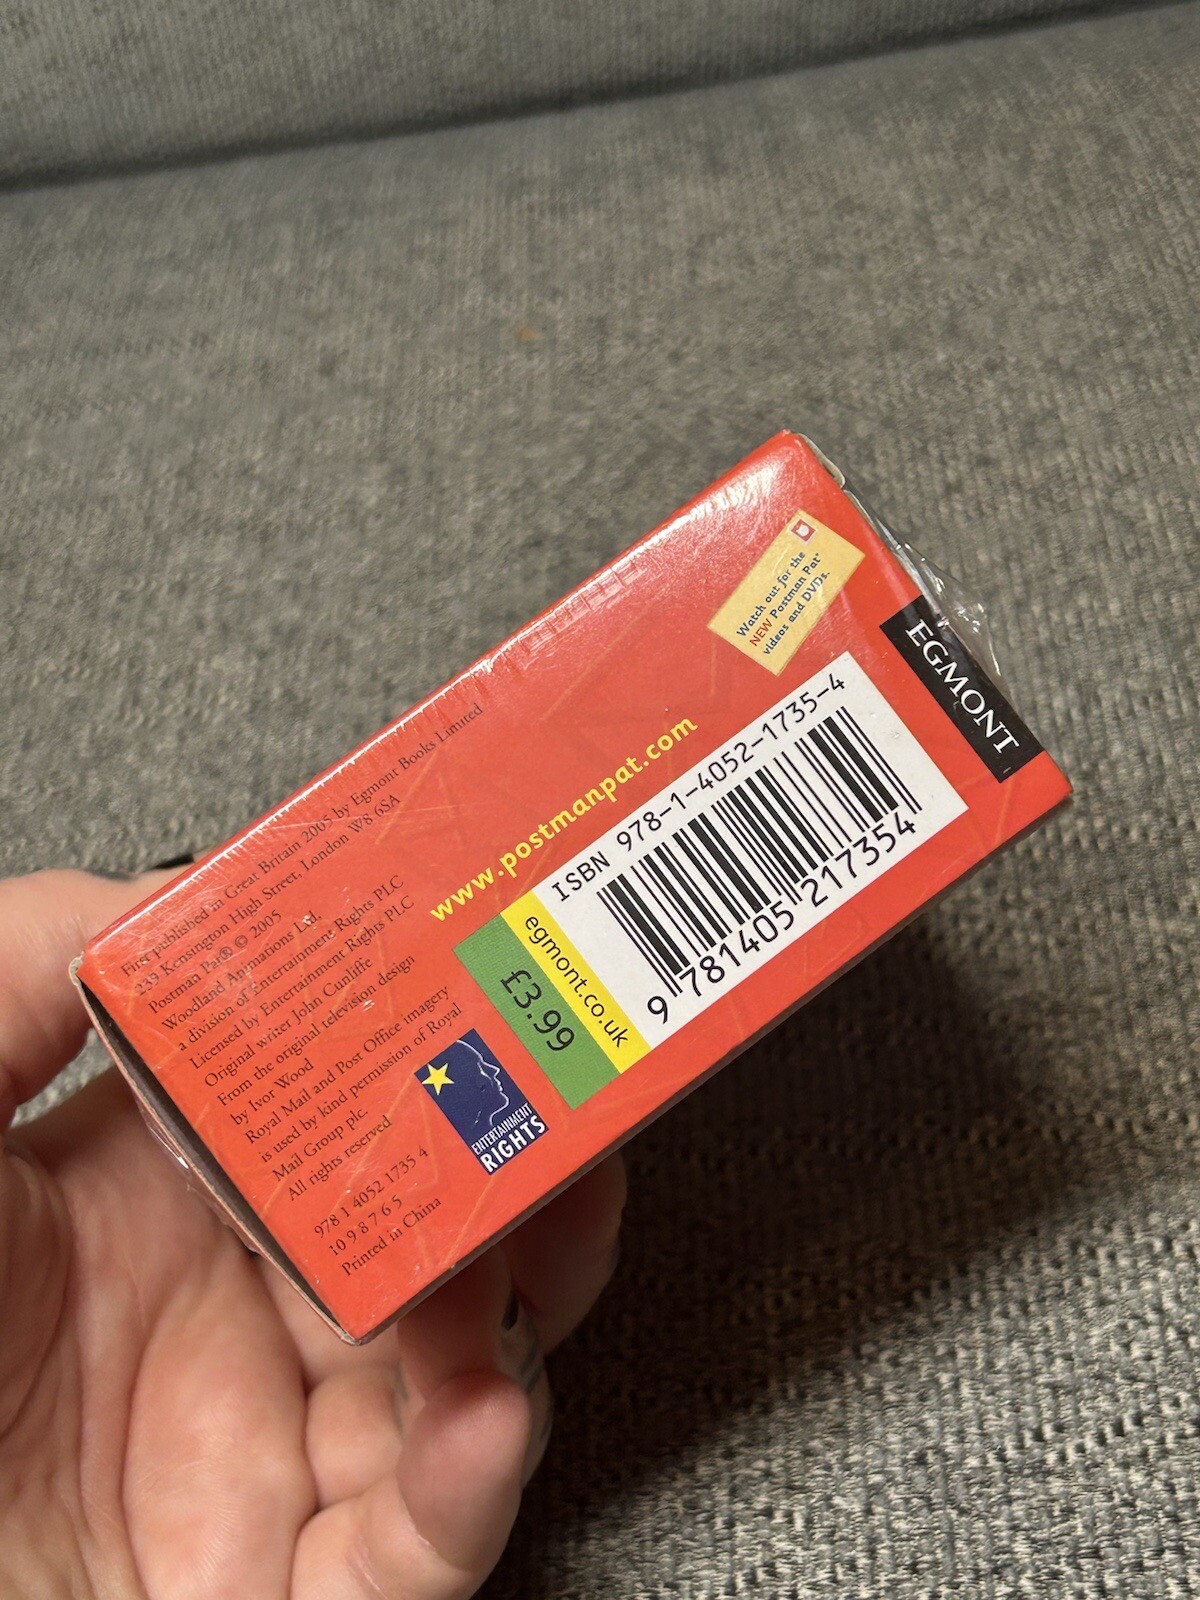 Watch out for the
NEW Postman Pat®
videos and DVDs.
EGMONT
www.postmanpat.com
ISBN 978-1-4052-1735-4
9 781405 217354
egmont.co.uk
£3.99
First published in Great Britain 2005 by Egmont Books Limited
239 Kensington High Street, London W8 6SA
Postman Pat® © 2005
Woodland Animations Ltd,
a division of Entertainment Rights PLC
Licensed by Entertainment Rights PLC
Original writer John Cunliffe
From the original television design
by Ivor Wood
Royal Mail and Post Office imagery
is used by kind permission of Royal
Mail Group plc.
All rights reserved
978 1 4052 1735 4
10 9 8 7 6 5
Printed in China
ENTERTAINMENT
RIGHTS